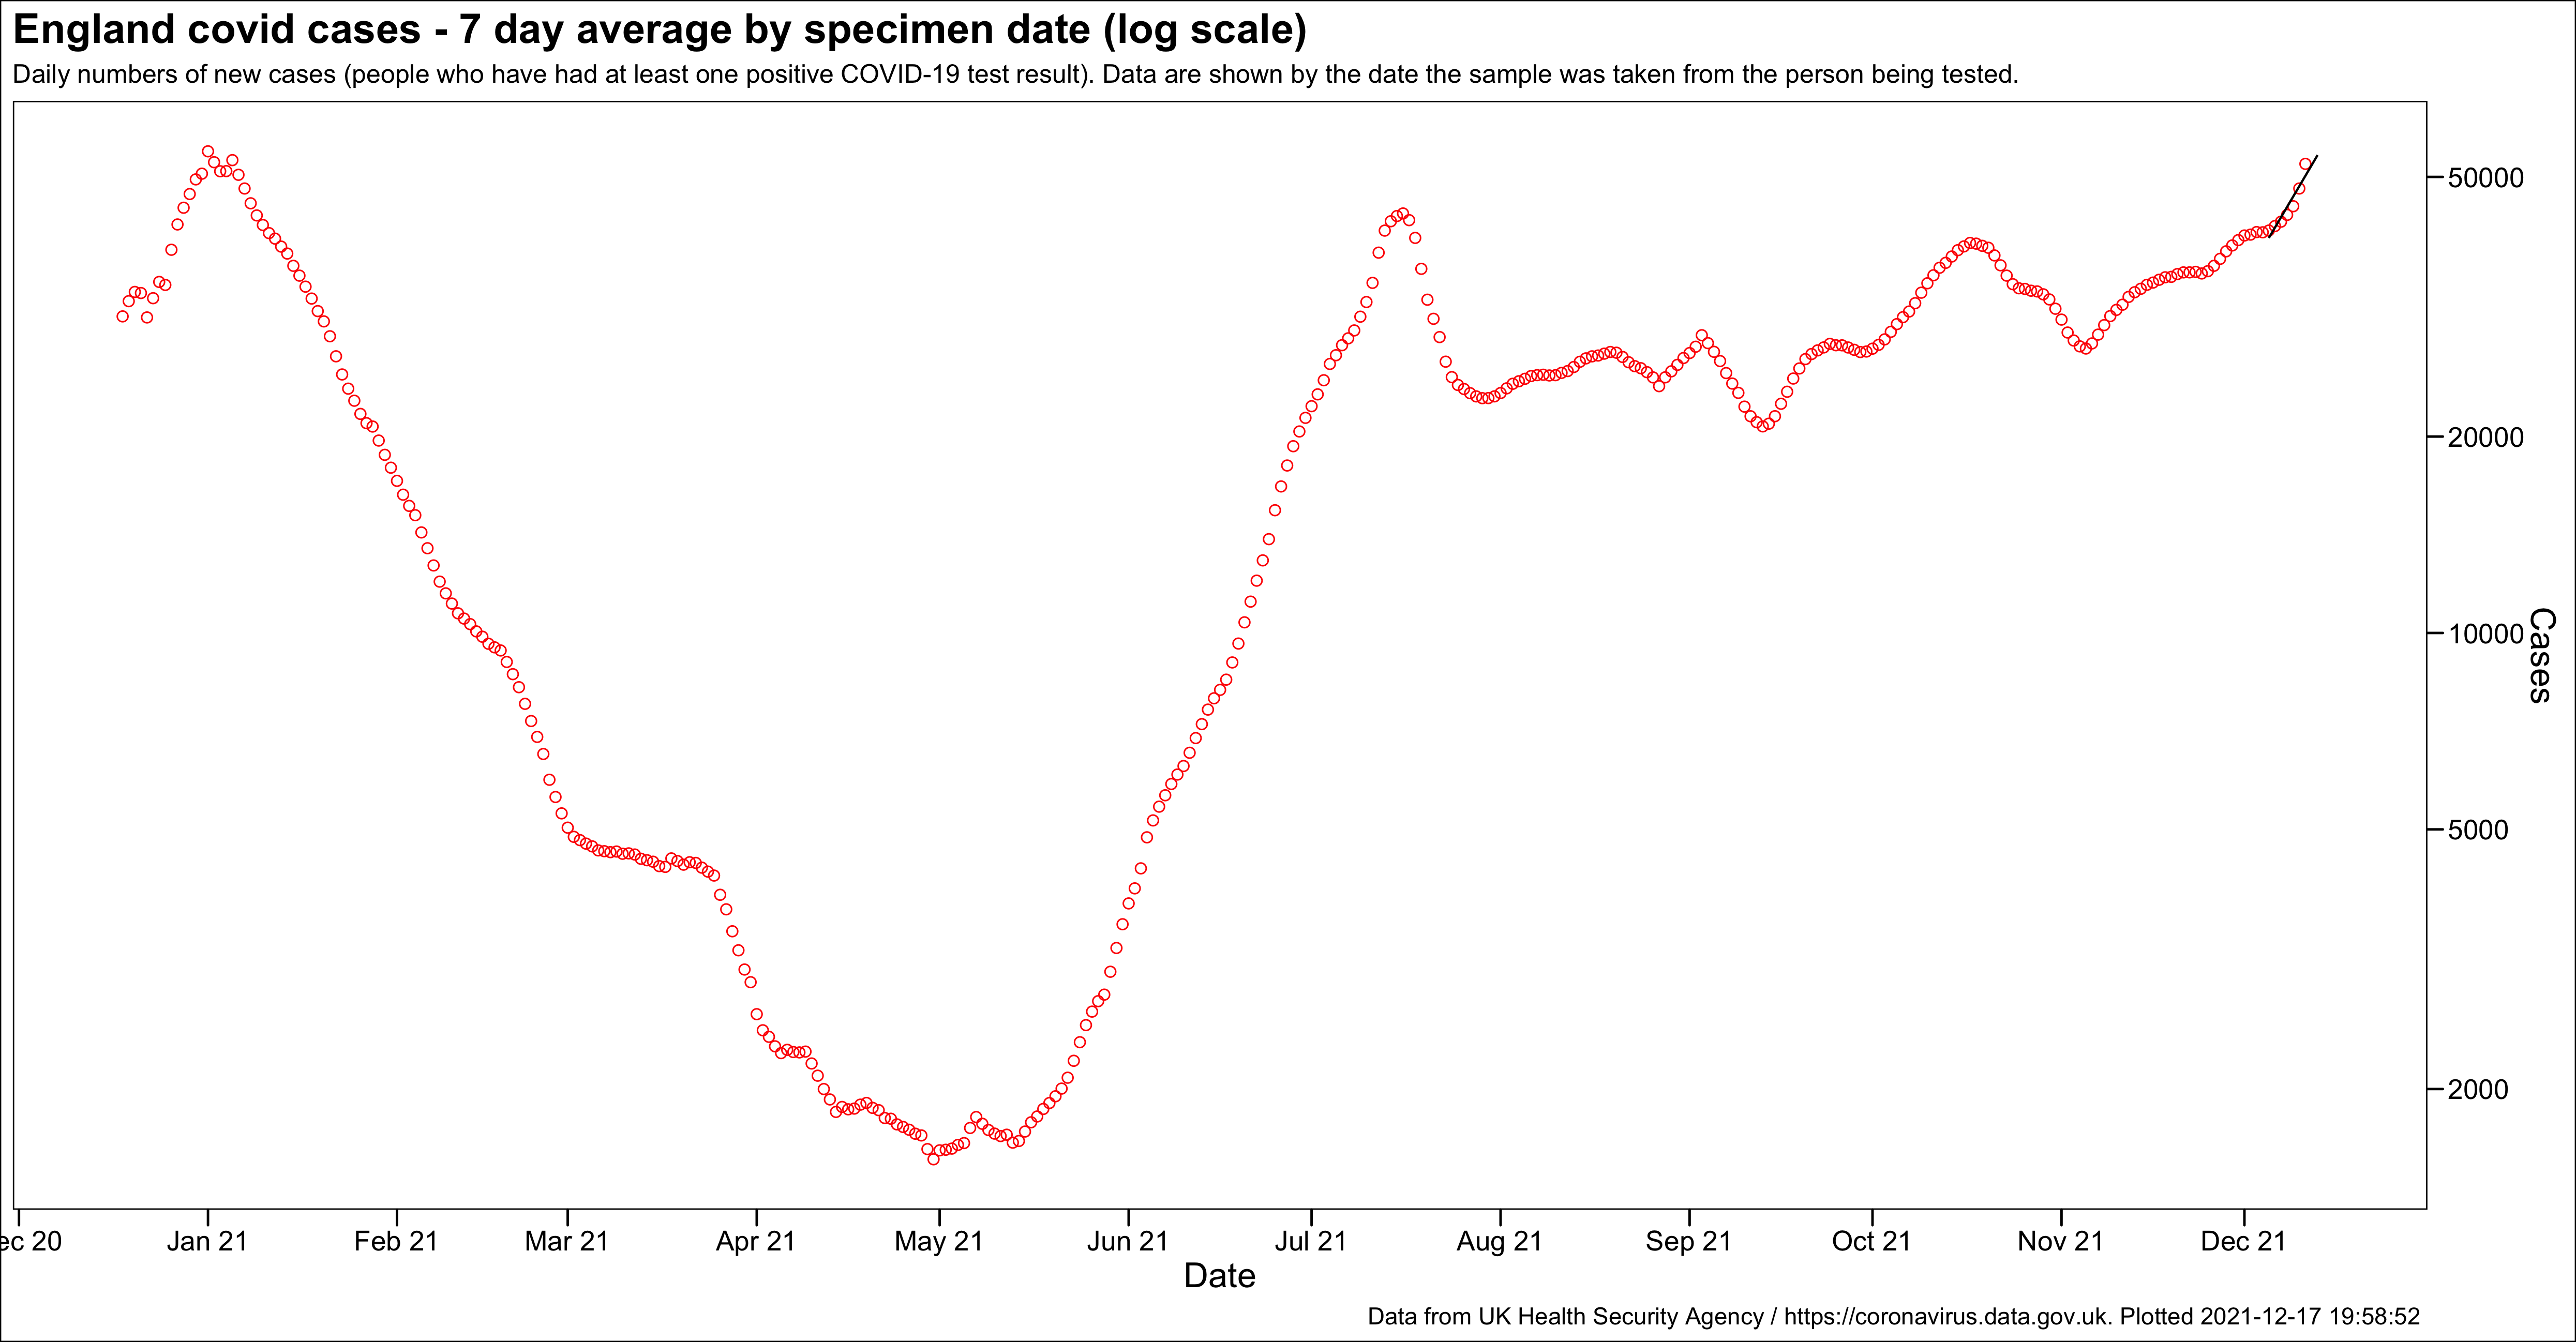 England covid cases - 7 day average by specimen date (log scale)
Daily numbers of new cases (people who have had at least one positive COVID-19 test result). Data are shown by the date the sample was taken from the person being tested.
50000
20000
10000
5000
2000
Cases
ec 20
Jan 21
Feb 21
Mar 21
Apr 21
May 21
Jun 21
Jul 21
Aug 21
Sep 21
Oct 21
Nov 21
Dec 21
Date
Data from UK Health Security Agency / https://coronavirus.data.gov.uk. Plotted 2021-12-17 19:58:52